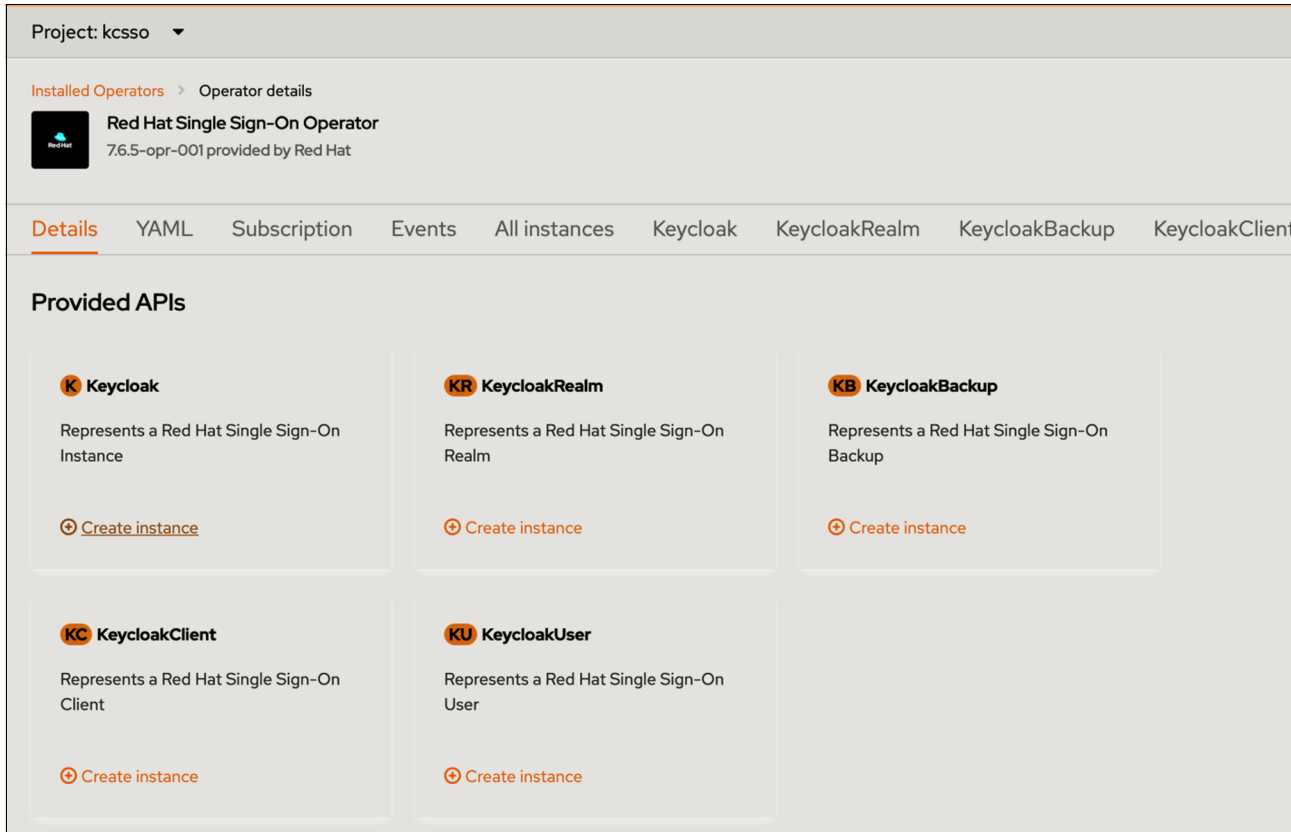 Project: kcsso
Installed Operators > Operator details
Red Hat
Red Hat Single Sign-On Operator
7.6.5-opr-001 provided by Red Hat
Details YAML Subscription Events All instances Keycloak KeycloakRealm KeycloakBackup KeycloakClient
Provided APIs
K Keycloak
Represents a Red Hat Single Sign-On
Instance
Create instance
KR KeycloakRealm
Represents a Red Hat Single Sign-On
Realm
Create instance
KB KeycloakBackup
Represents a Red Hat Single Sign-On
Backup
Create instance
KC KeycloakClient
Represents a Red Hat Single Sign-On
Client
Create instance
KU KeycloakUser
Represents a Red Hat Single Sign-On
User
Create instance